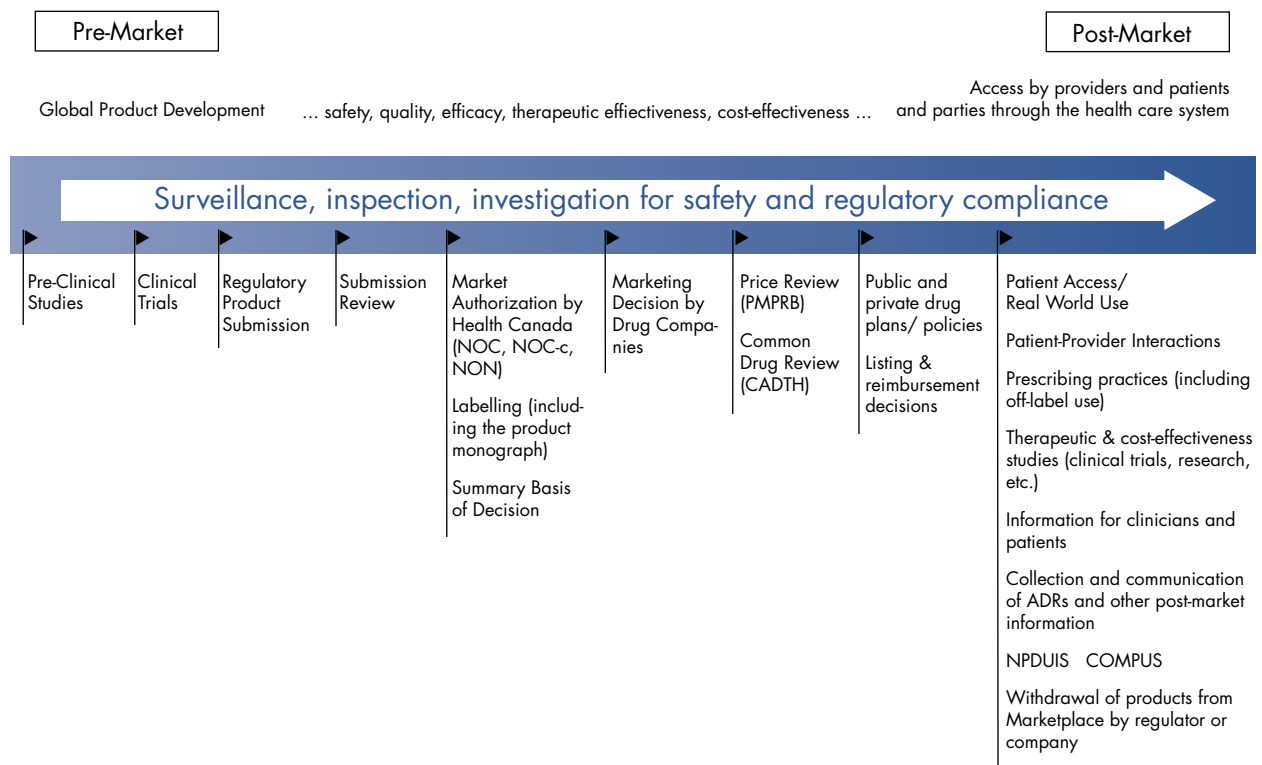 Pre-Market
Post-Market
Global Product Development
... safety, quality, efficacy, therapeutic effiectiveness, cost-effectiveness ...
Access by providers and patients
and parties through the health care system
Surveillance, inspection, investigation for safety and regulatory compliance
Pre-Clinical
Studies
Clinical
Trials
Regulatory
Product
Submission
Submission
Review
Market
Authorization by
Health Canada
(NOC, NOC-c,
NON)
Labelling (includ-
ing the product
monograph)
Summary Basis
of Decision
Marketing
Decision by
Drug Compa-
nies
Price Review
(PMPRB)
Common
Drug Review
(CADTH)
Public and
private drug
plans/ policies
Listing &
reimbursement
decisions
Patient Access/
Real World Use
Patient-Provider Interactions
Prescribing practices (including
off-label use)
Therapeutic & cost-effectiveness
studies (clinical trials, research,
etc.)
Information for clinicians and
patients
Collection and communication
of ADRs and other post-market
information
NPDUIS COMPUS
Withdrawal of products from
Marketplace by regulator or
company